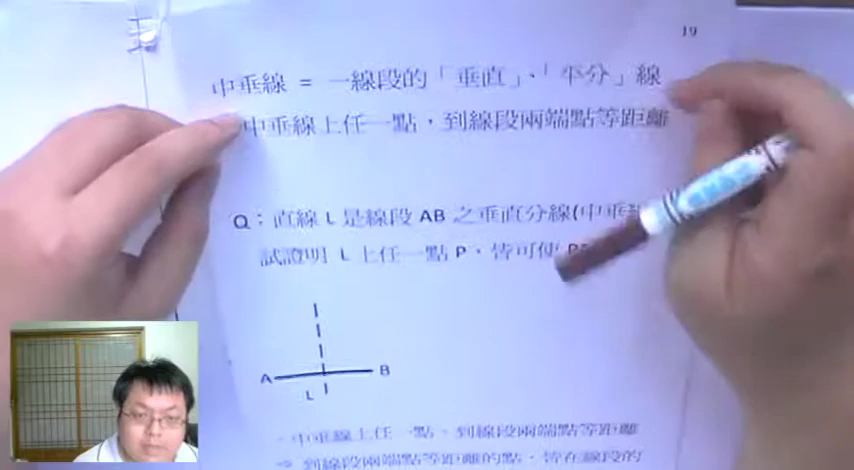 19
中垂線 = 一線段的「垂直」、「平分」線
中垂線上任一點，到線段兩端點等距離
Q：直線 L 是線段 AB 之垂直分線(中垂
試證明 L 上任一點 P，皆可使
A B
L
中垂線上任一點，到線段兩端點等距離
⇒ 到線段兩端點等距離的點，皆在線段的